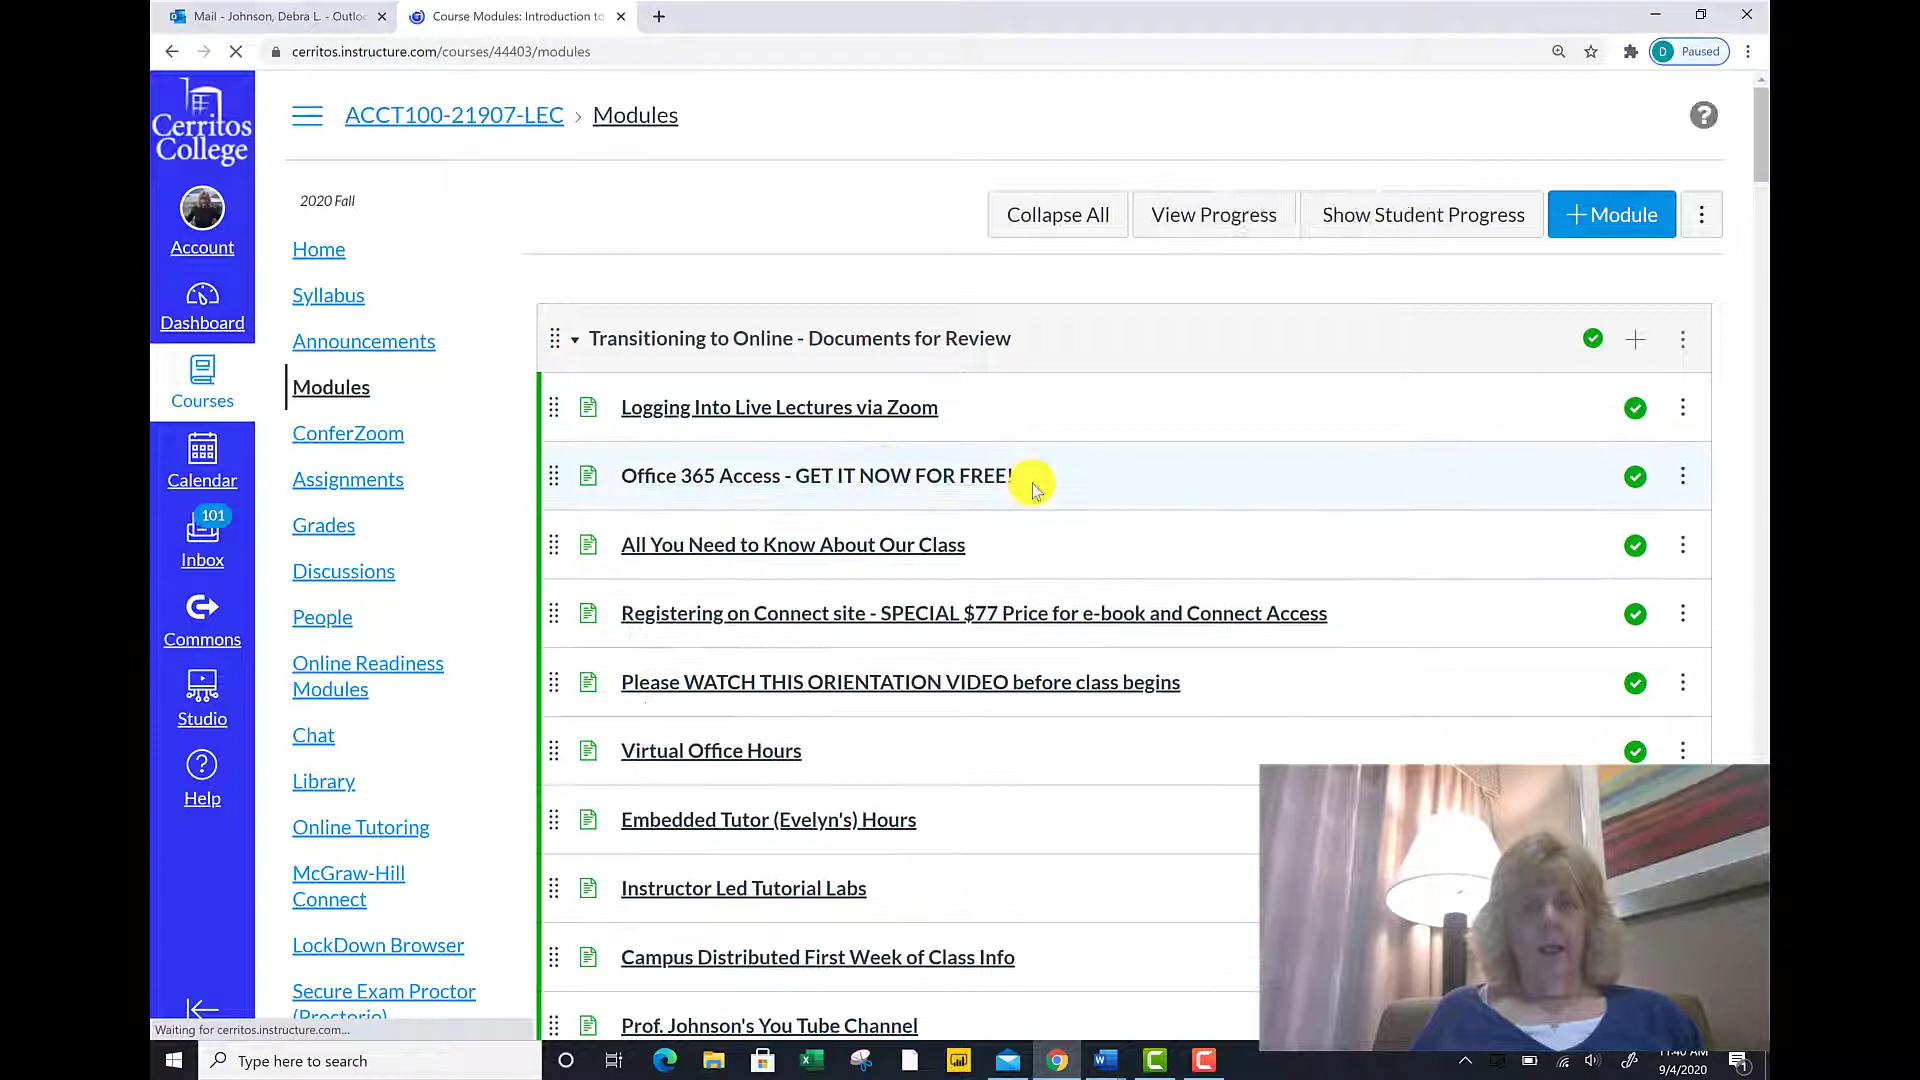 Mail - Johnson, Debra L. - Outlo
Course Modules: Introduction to
cerritos.instructure.com/courses/44403/modules
D
Paused
Cerritos
College
Account
Dashboard
Courses
Calendar
101
Inbox
Commons
Studio
Help
ACCT100-21907-LEC > Modules
2020 Fall
Home
Syllabus
Announcements
Modules
ConferZoom
Assignments
Grades
Discussions
People
Online Readiness
Modules
Chat
Library
Online Tutoring
McGraw-Hill
Connect
LockDown Browser
Secure Exam Proctor
(Proctorio)
Collapse All
View Progress
Show Student Progress
+ Module
Transitioning to Online - Documents for Review
Logging Into Live Lectures via Zoom
Office 365 Access - GET IT NOW FOR FREE!
All You Need to Know About Our Class
Registering on Connect site - SPECIAL $77 Price for e-book and Connect Access
Please WATCH THIS ORIENTATION VIDEO before class begins
Virtual Office Hours
Embedded Tutor (Evelyn's) Hours
Instructor Led Tutorial Labs
Campus Distributed First Week of Class Info
Prof. Johnson's You Tube Channel
Waiting for cerritos.instructure.com...
Type here to search
11:40 AM
9/4/2020
1